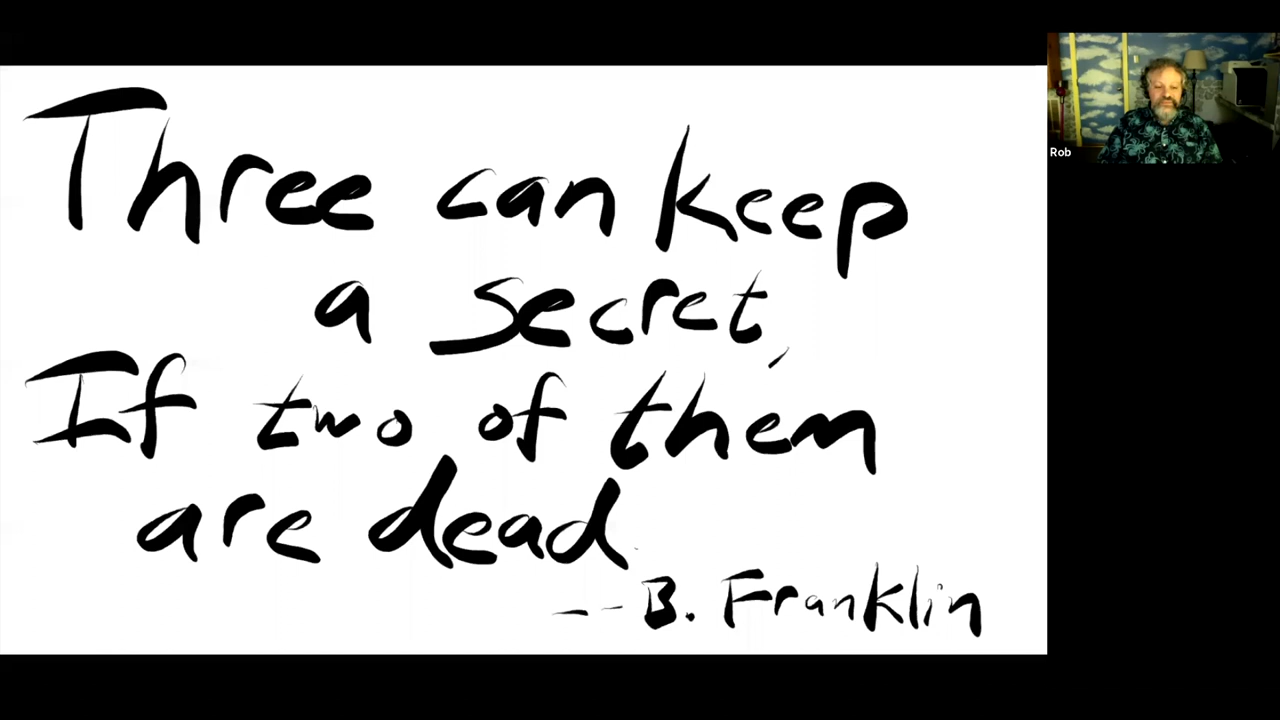 Three can keep
a secret,
If two of them
are dead.
--B. Franklin
Rob